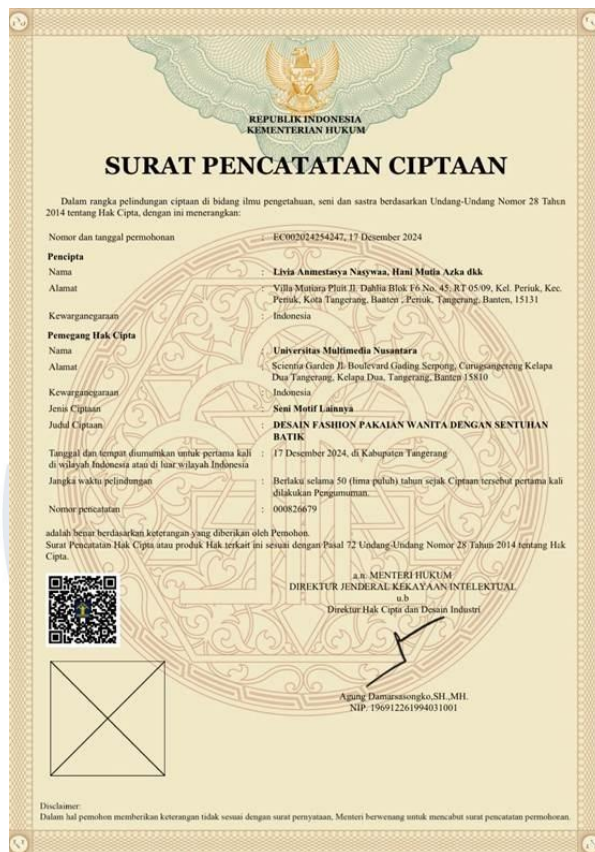 REPUBLIK INDONESIA
KEMENTERIAN HUKUM
SURAT PENCATATAN CIPTAAN
Dalam rangka pelindungan ciptaan di bidang ilmu pengetahuan, seni dan sastra berdasarkan Undang-Undang Nomor 28 Tahun
2014 tentang Hak Cipta, dengan ini menerangkan:
Nomor dan tanggal permohonan : EC002024254247, 17 Desember 2024
Pencipta
Nama : Livia Anmestasya Nasywaa, Hani Mutia Azka dkk
Alamat : Villa Mutiara Pluit Jl. Dahlia Blok F6 No. 45, RT 05/09, Kel. Periuk, Kec.
Periuk, Kota Tangerang, Banten , Periuk, Tangerang, Banten, 15131
Kewarganegaraan : Indonesia
Pemegang Hak Cipta
Nama : Universitas Multimedia Nusantara
Alamat : Scientia Garden Jl. Boulevard Gading Serpong, Curugsangereng Kelapa
Dua Tangerang, Kelapa Dua, Tangerang, Banten 15810
Kewarganegaraan : Indonesia
Jenis Ciptaan : Seni Motif Lainnya
Judul Ciptaan : DESAIN FASHION PAKAIAN WANITA DENGAN SENTUHAN
BATIK
Tanggal dan tempat diumumkan untuk pertama kali : 17 Desember 2024, di Kabupaten Tangerang
di wilayah Indonesia atau di luar wilayah Indonesia
Jangka waktu pelindungan : Berlaku selama 50 (lima puluh) tahun sejak Ciptaan tersebut pertama kali
dilakukan Pengumuman.
Nomor pencatatan : 000826679
adalah benar berdasarkan keterangan yang diberikan oleh Pemohon.
Surat Pencatatan Hak Cipta atau produk Hak terkait ini sesuai dengan Pasal 72 Undang-Undang Nomor 28 Tahun 2014 tentang Hak
Cipta.
a.n. MENTERI HUKUM
DIREKTUR JENDERAL KEKAYAAN INTELEKTUAL
u.b
Direktur Hak Cipta dan Desain Industri
Agung Damarsasongko,SH.,MH.
NIP. 196912261994031001
Disclaimer:
Dalam hal pemohon memberikan keterangan tidak sesuai dengan surat pernyataan, Menteri berwenang untuk mencabut surat pencatatan permohonan.